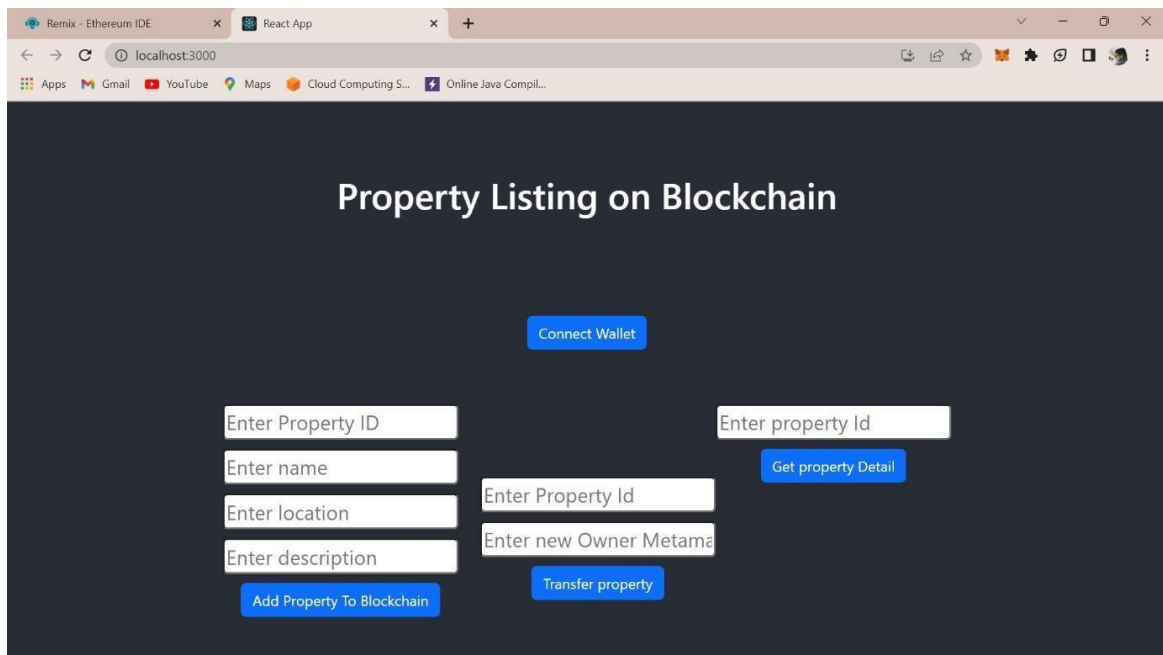 Remix - Ethereum IDE
React App
localhost:3000
Apps
Gmail
YouTube
Maps
Cloud Computing S...
Online Java Compil...
Property Listing on Blockchain
Connect Wallet
Enter Property ID
Enter name
Enter location
Enter description
Add Property To Blockchain
Enter Property Id
Enter new Owner Metama
Transfer property
Enter property Id
Get property Detail